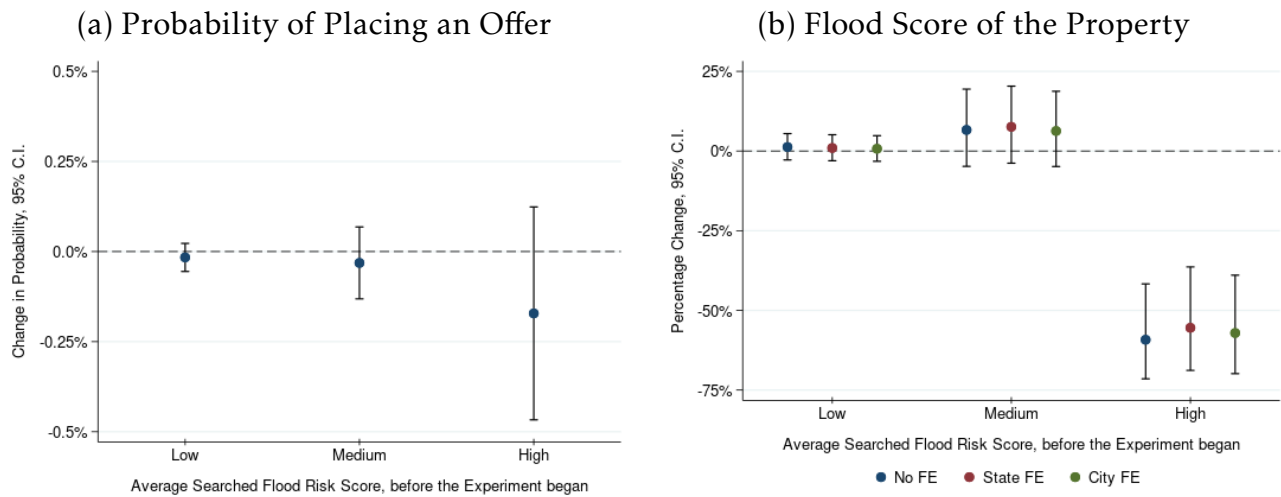 (a) Probability of Placing an Offer
0.5%
0.25%
0.0%
-0.25%
-0.5%
Change in Probability, 95% C.I.
Low Medium High
Average Searched Flood Risk Score, before the Experiment began
(b) Flood Score of the Property
25%
0%
-25%
-50%
-75%
Percentage Change, 95% C.I.
Low Medium High
Average Searched Flood Risk Score, before the Experiment began
No FE State FE City FE